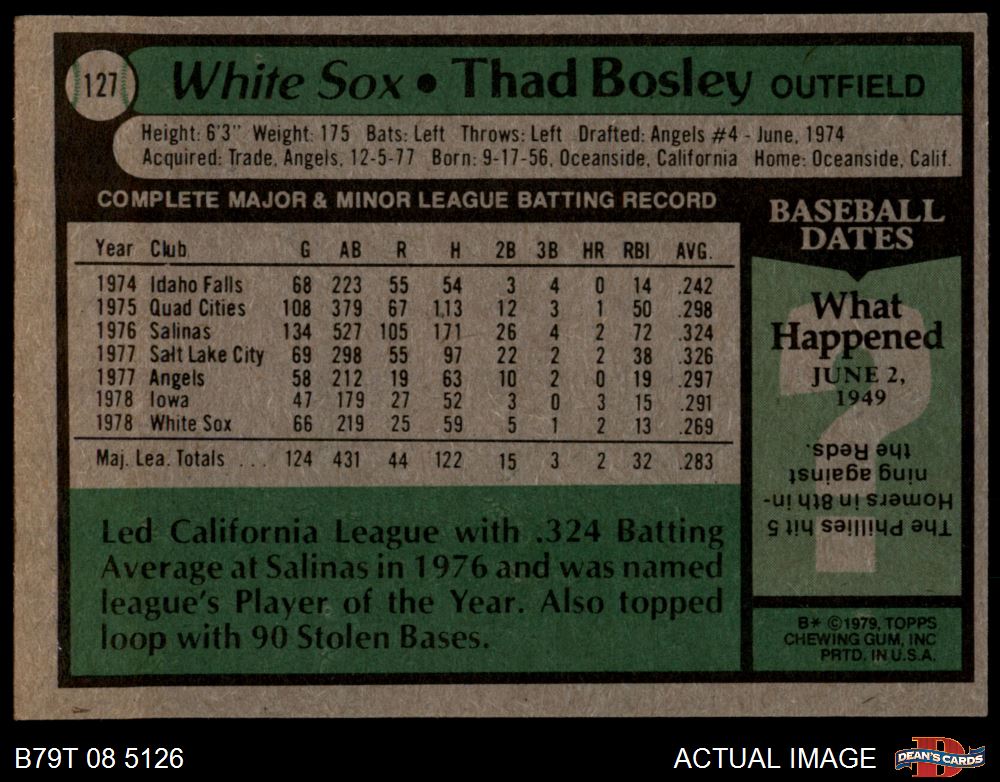 127
White Sox • Thad Bosley OUTFIELD
Height: 6'3" Weight: 175 Bats: Left Throws: Left Drafted: Angels #4 - June, 1974
Acquired: Trade, Angels, 12-5-77 Born: 9-17-56, Oceanside, California Home: Oceanside, Calif.
COMPLETE MAJOR & MINOR LEAGUE BATTING RECORD
Year Club G AB R H 2B 3B HR RBI AVG.
1974 Idaho Falls 68 223 55 54 3 4 0 14 .242
1975 Quad Cities 108 379 67 113 12 3 1 50 .298
1976 Salinas 134 527 105 171 26 4 2 72 .324
1977 Salt Lake City 69 298 55 97 22 2 2 38 .326
1977 Angels 58 212 19 63 10 2 0 19 .297
1978 Iowa 47 179 27 52 3 0 3 15 .291
1978 White Sox 66 219 25 59 5 1 2 13 .269
Maj. Lea. Totals ... 124 431 44 122 15 3 2 32 .283
Led California League with .324 Batting
Average at Salinas in 1976 and was named
league's Player of the Year. Also topped
loop with 90 Stolen Bases.
BASEBALL
DATES
What
Happened
JUNE 2,
1949
The Phillies hit 5
Homers in 8th in-
ning against
the Reds.
B* ©1979, TOPPS
CHEWING GUM, INC
PRTD. IN U.S.A.
B79T 08 5126
ACTUAL IMAGE
D
DEAN'S CARDS